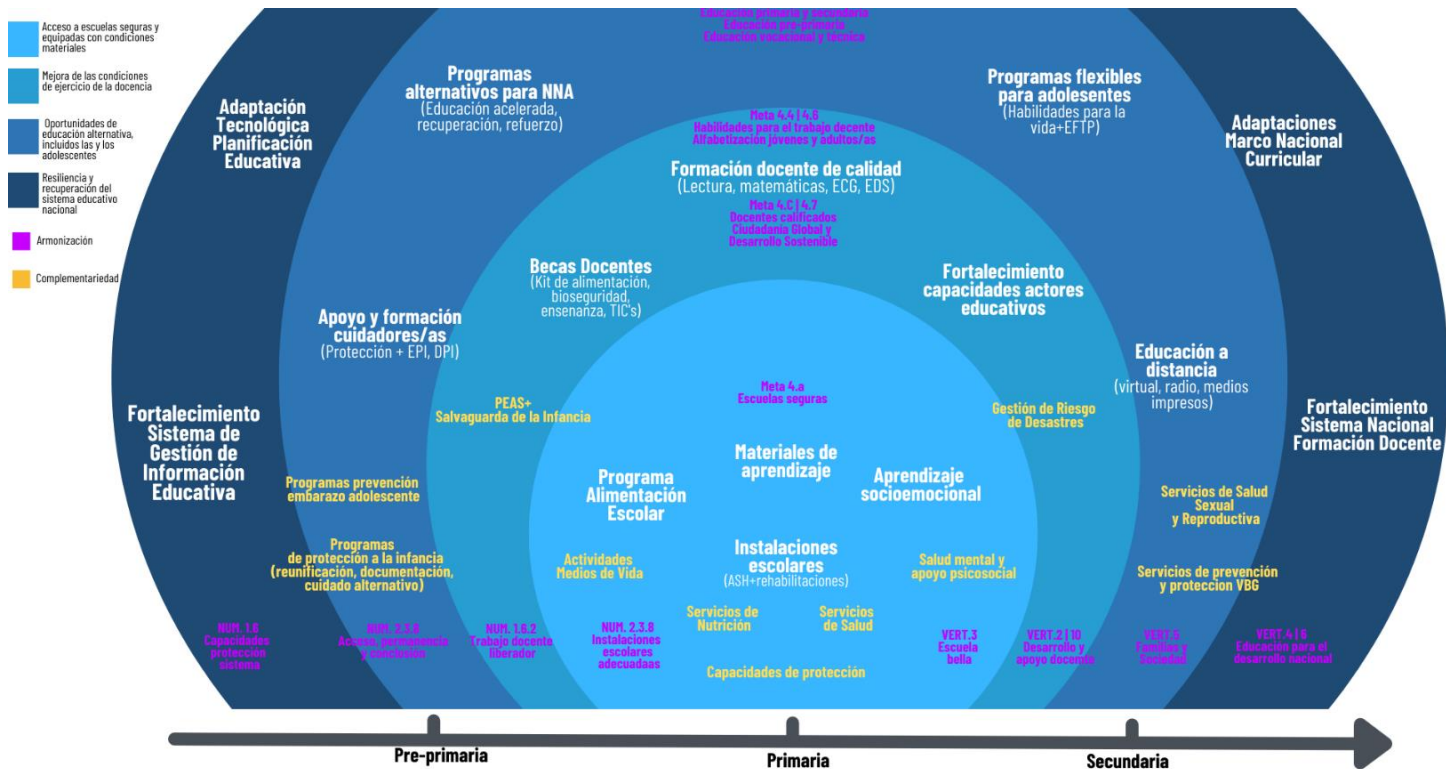 Acceso a escuelas seguras y
equipadas con condiciones
materiales
Mejora de las condiciones
de ejercicio de la docencia
Oportunidades de
educación alternativa,
incluidos las y los
adolescentes
Resiliencia y
recuperación del
sistema educativo
nacional
Armonización
Complementariedad
Educación primaria y secundaria
Educación pre-primaria
Educación vocacional y técnica
Adaptación
Tecnológica
Planificación
Educativa
Programas
alternativos para NNA
(Educación acelerada,
recuperación, refuerzo)
Programas flexibles
para adolesentes
(Habilidades para la
vida+EFTP)
Adaptaciones
Marco Nacional
Curricular
Meta 4.4 | 4.6
Habilidades para el trabajo decente
Alfabetización jóvenes y adultos/as
Formación docente de calidad
(Lectura, matemáticas, ECG, EDS)
Meta 4.C | 4.7
Docentes calificados
Ciudadanía Global y
Desarrollo Sostenible
Becas Docentes
(Kit de alimentación,
bioseguridad,
ensenanza, TIC's)
Fortalecimiento
capacidades actores
educativos
Apoyo y formación
cuidadores/as
(Protección + EPI, DPI)
Educación a
distancia
(virtual, radio, medios
impresos)
Meta 4.a
Escuelas seguras
PEAS+
Salvaguarda de la Infancia
Gestión de Riesgo
de Desastres
Fortalecimiento
Sistema de
Gestión de
Información
Educativa
Fortalecimiento
Sistema Nacional
Formación Docente
Materiales de
aprendizaje
Programa
Alimentación
Escolar
Aprendizaje
socioemocional
Programas prevención
embarazo adolescente
Servicios de Salud
Sexual
y Reproductiva
Programas
de protección a la infancia
(reunificación, documentación,
cuidado alternativo)
Actividades
Medios de Vida
Instalaciones
escolares
(ASH+rehabilitaciones)
Salud mental y
apoyo psicosocial
Servicios de prevención
y proteccion VBG
Servicios de
Nutrición
Servicios
de Salud
NUM. 1.6
Capacidades
protección
sistema
NUM. 2.3.8
Acceso, permanencia
y conclusión
NUM. 1.6.2
Trabajo docente
liberador
NUM. 2.3.8
Instalaciones
escolares
adecuadaas
Capacidades de protección
VERT.3
Escuela
bella
VERT.2 | 10
Desarrollo y
apoyo docente
VERT.5
Familias y
Sociedad
VERT.4 | 6
Educación para el
desarrollo nacional
Pre-primaria
Primaria
Secundaria